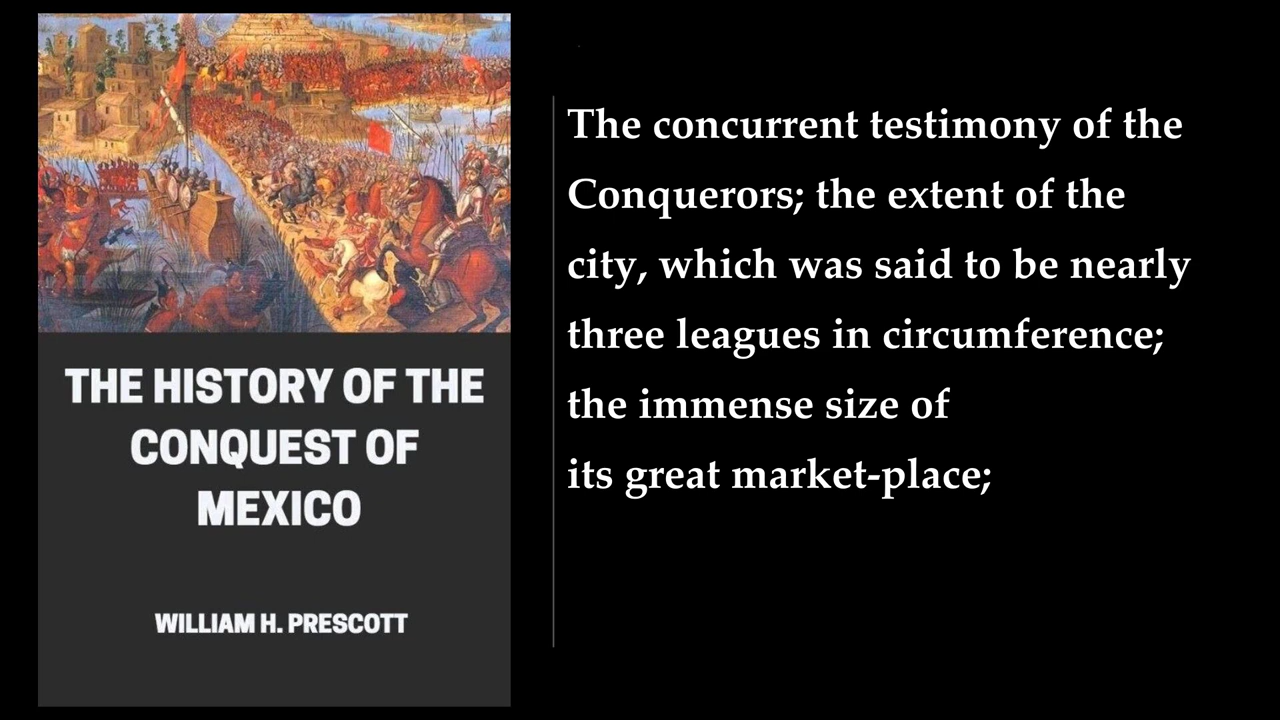 THE HISTORY OF THE
CONQUEST OF
MEXICO
WILLIAM H. PRESCOTT
The concurrent testimony of the
Conquerors; the extent of the
city, which was said to be nearly
three leagues in circumference;
the immense size of
its great market-place;